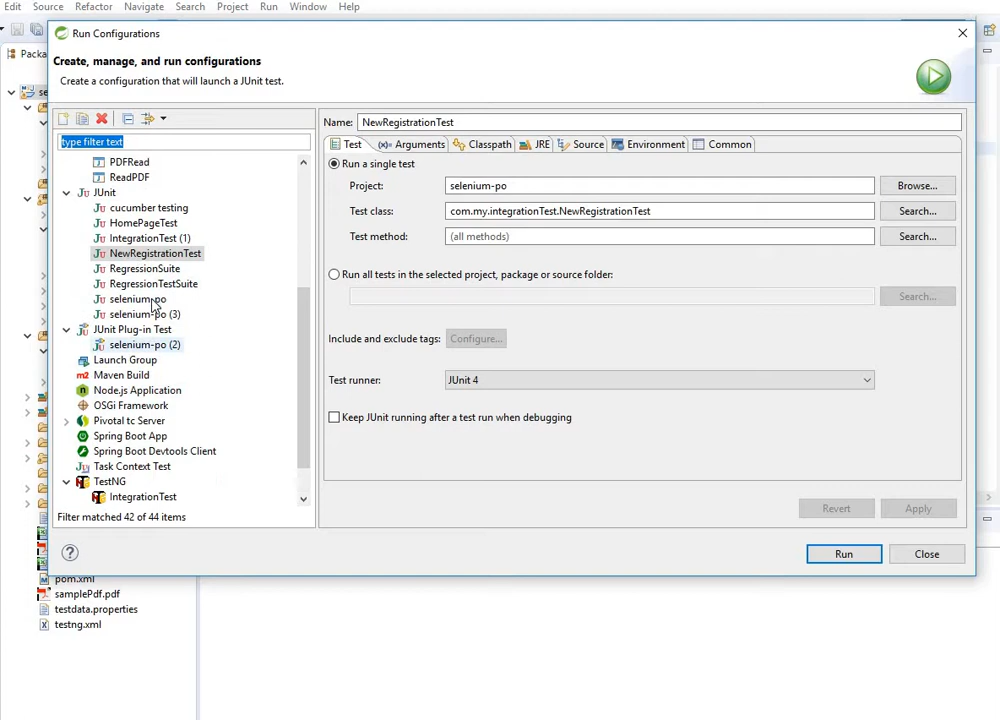 Edit Source Refactor Navigate Search Project Run Window Help
Run Configurations
Create, manage, and run configurations
Create a configuration that will launch a JUnit test.
Packa
se
type filter text
PDFRead
ReadPDF
JUnit
cucumber testing
HomePageTest
IntegrationTest (1)
NewRegistrationTest
RegressionSuite
RegressionTestSuite
selenium-po
selenium-po (3)
JUnit Plug-in Test
selenium-po (2)
Launch Group
Maven Build
Node.js Application
OSGi Framework
Pivotal tc Server
Spring Boot App
Spring Boot Devtools Client
Task Context Test
TestNG
IntegrationTest
Filter matched 42 of 44 items
Name: NewRegistrationTest
Test Arguments Classpath JRE Source Environment Common
Run a single test
Project: selenium-po Browse...
Test class: com.my.integrationTest.NewRegistrationTest Search...
Test method: (all methods) Search...
Run all tests in the selected project, package or source folder:
Search...
Include and exclude tags: Configure...
Test runner: JUnit 4
Keep JUnit running after a test run when debugging
Revert Apply
Run Close
pom.xml
samplePdf.pdf
testdata.properties
testng.xml